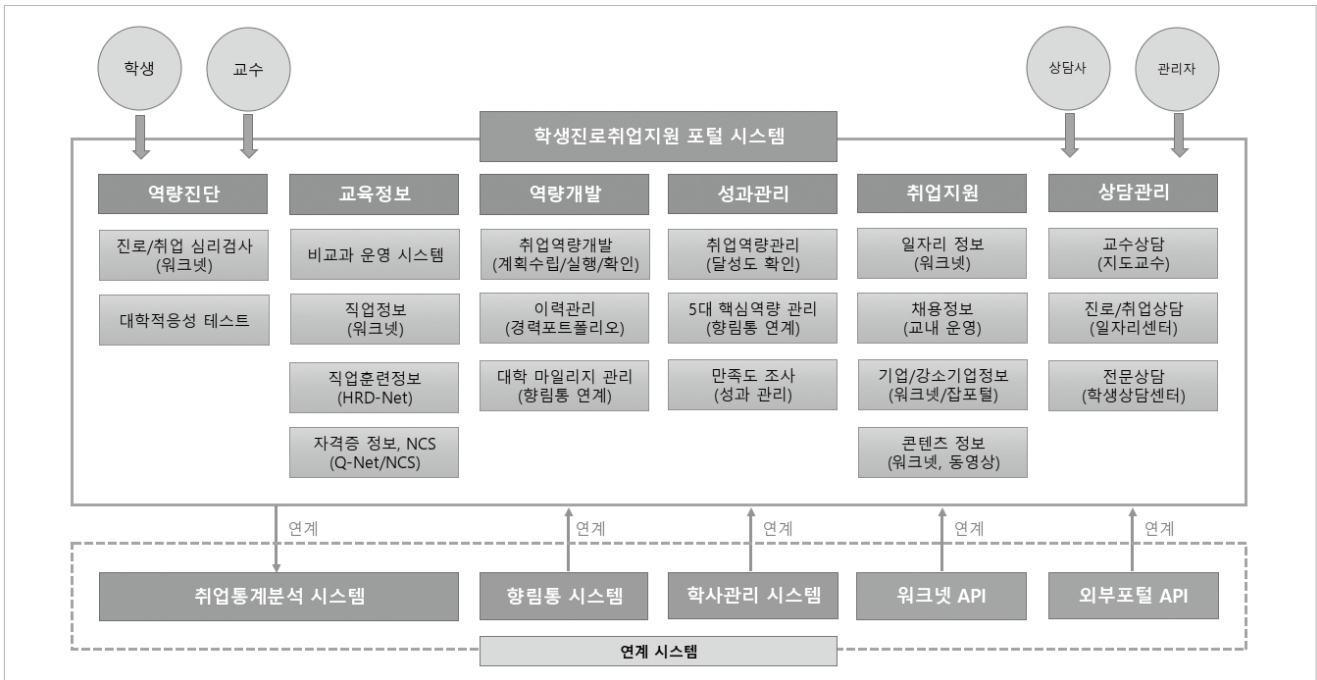 학생
교수
상담사
관리자
학생진로취업지원 포털 시스템
역량진단
진로/취업 심리검사
(워크넷)
대학적응성 테스트
교육정보
비교과 운영 시스템
직업정보
(워크넷)
직업훈련정보
(HRD-Net)
자격증 정보, NCS
(Q-Net/NCS)
역량개발
취업역량개발
(계획수립/실행/확인)
이력관리
(경력포트폴리오)
대학 마일리지 관리
(향림통 연계)
성과관리
취업역량관리
(달성도 확인)
5대 핵심역량 관리
(향림통 연계)
만족도 조사
(성과 관리)
취업지원
일자리 정보
(워크넷)
채용정보
(교내 운영)
기업/강소기업정보
(워크넷/잡포털)
콘텐츠 정보
(워크넷, 동영상)
상담관리
교수상담
(지도교수)
진로/취업상담
(일자리센터)
전문상담
(학생상담센터)
연계
연계
연계
연계
연계
취업통계분석 시스템
향림통 시스템
학사관리 시스템
워크넷 API
외부포털 API
연계 시스템